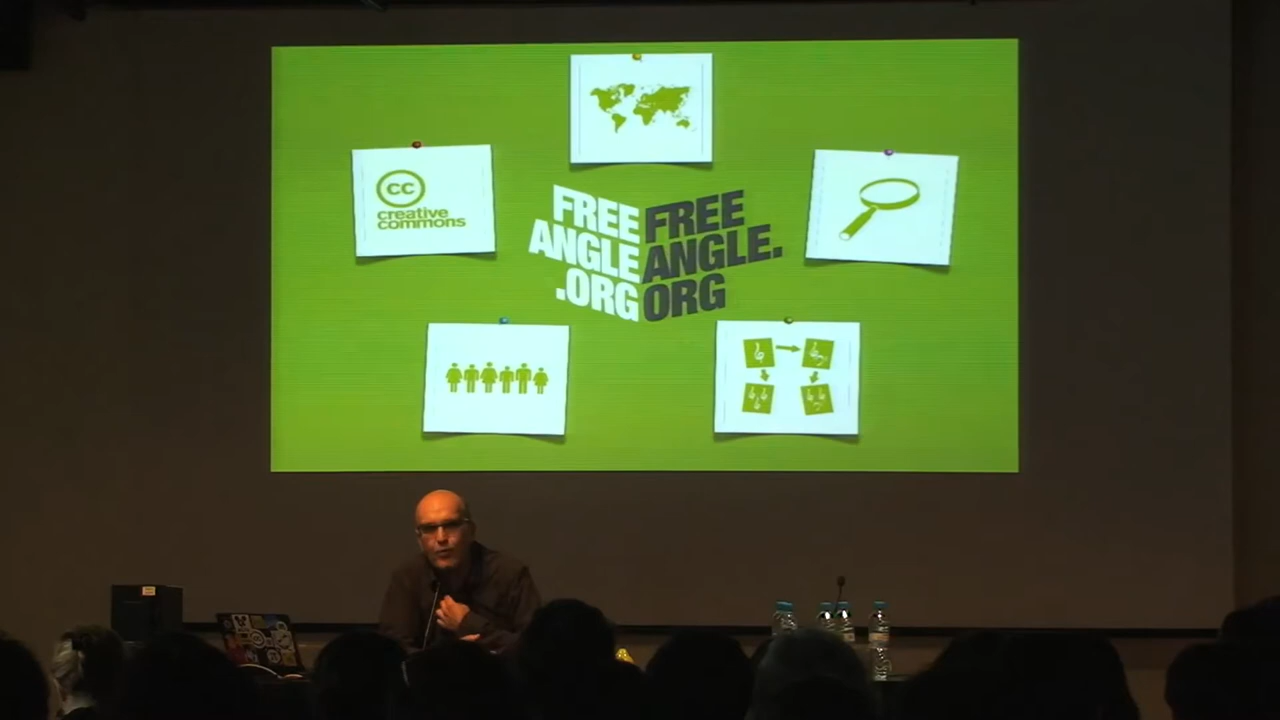 cc
creative
commons
FREE
ANGLE
.ORG
FREE
ANGLE.
ORG